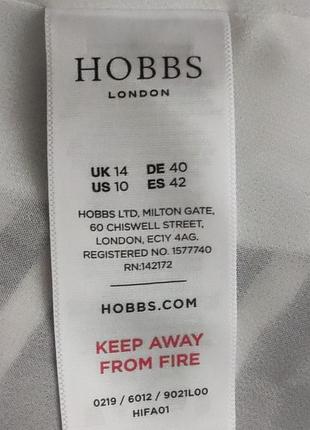 HOBBS
LONDON
UK 14 DE 40
US 10 ES 42
HOBBS LTD, MILTON GATE,
60 CHISWELL STREET,
LONDON, EC1Y 4AG.
REGISTERED NO. 1577740
RN:142172
HOBBS.COM
KEEP AWAY
FROM FIRE
0219 / 6012 / 9021L00
HIFA01